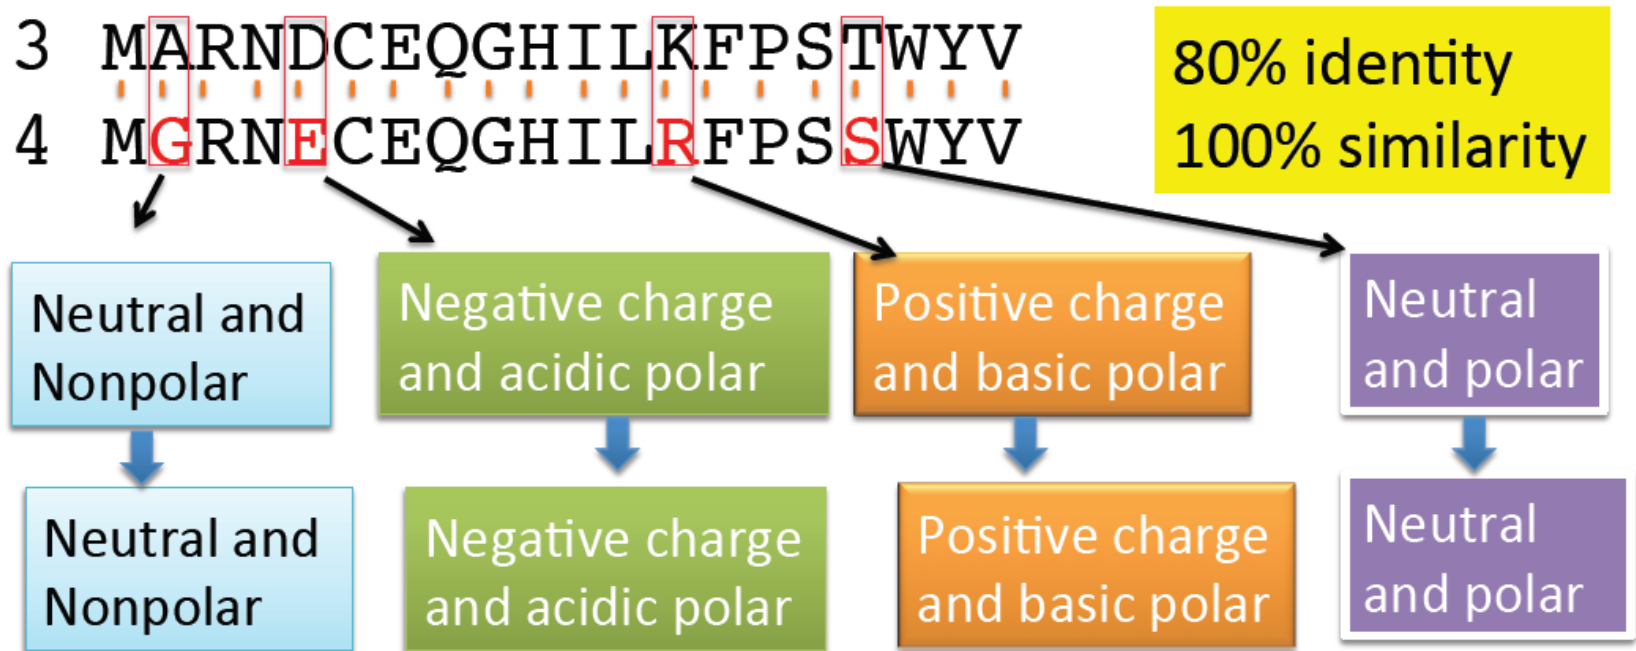 3 MARNDCEQGHILKFPSTWYV
4 MGRNECEQGHILRFPSSWYV
80% identity
100% similarity
Neutral and
Nonpolar
Negative charge
and acidic polar
Positive charge
and basic polar
Neutral
and polar
Neutral and
Nonpolar
Negative charge
and acidic polar
Positive charge
and basic polar
Neutral
and polar